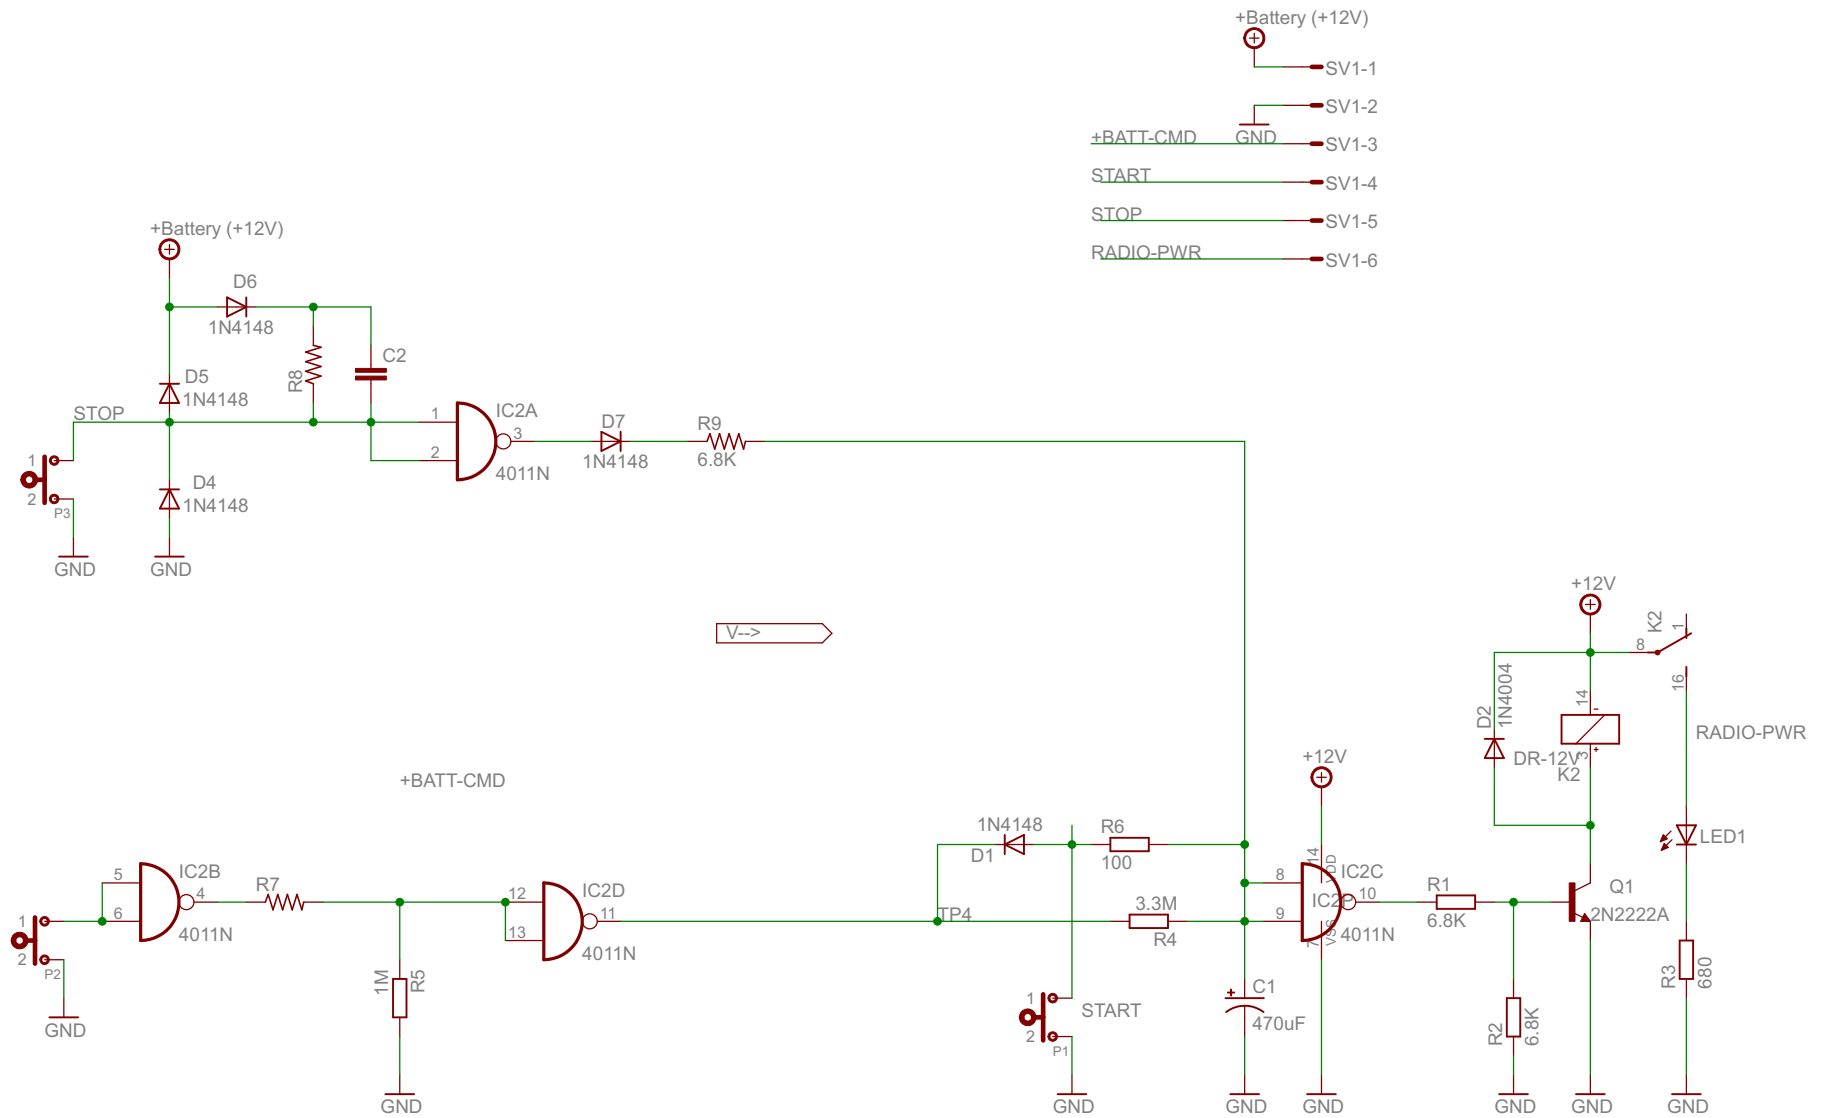 +Battery (+12V)
SV1-1
SV1-2
GND
+BATT-CMD
SV1-3
START
SV1-4
STOP
SV1-5
RADIO-PWR
SV1-6
+Battery (+12V)
D6
1N4148
R8
C2
D5
1N4148
STOP
1
2
P3
GND
D4
1N4148
GND
1
2
3
IC2A
4011N
D7
1N4148
R9
6.8K
V-->
+BATT-CMD
1
2
P2
GND
5
6
4
IC2B
4011N
R7
1M
R5
GND
12
13
11
IC2D
4011N
TP4
1N4148
D1
R6
100
3.3M
R4
START
1
2
P1
GND
C1
+
470uF
GND
+12V
14
VDD
IC2C
IC2P
8
9
10
4011N
7
VSS
GND
R1
6.8K
R2
6.8K
GND
+12V
K2
8
1
16
D2
1N4004
14
-
DR-12V
+
3
K2
RADIO-PWR
Q1
2N2222A
GND
LED1
R3
680
GND